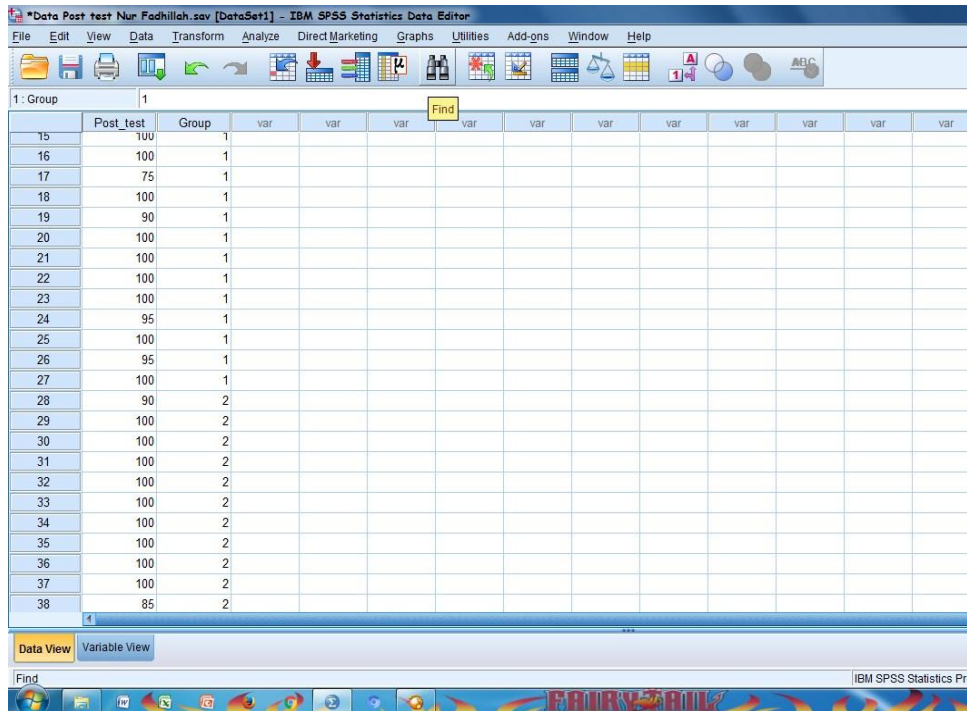 *Data Post test Nur Fadhillah.sav [DataSet1] - IBM SPSS Statistics Data Editor
File Edit View Data Transform Analyze Direct Marketing Graphs Utilities Add-ons Window Help
1 : Group 1
Find
Post_test Group var var var var var var var var var var var
15 100 1
16 100 1
17 75 1
18 100 1
19 90 1
20 100 1
21 100 1
22 100 1
23 100 1
24 95 1
25 100 1
26 95 1
27 100 1
28 90 2
29 100 2
30 100 2
31 100 2
32 100 2
33 100 2
34 100 2
35 100 2
36 100 2
37 100 2
38 85 2
Data View Variable View
Find IBM SPSS Statistics Pr
FAIRY TAIL